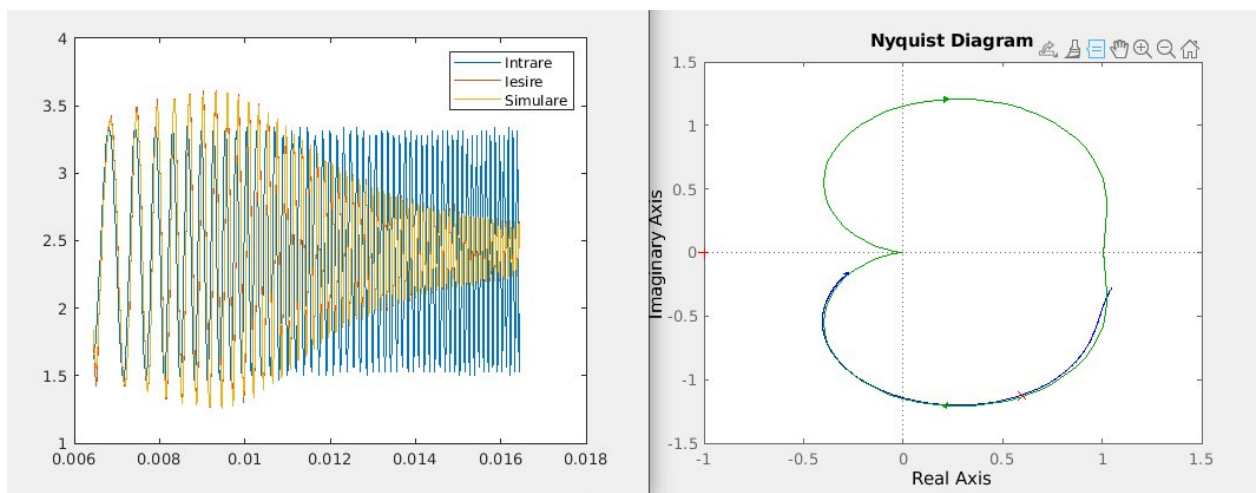 4
3.5
3
2.5
2
1.5
1
0.006 0.008 0.01 0.012 0.014 0.016 0.018
Intrare
Iesire
Simulare
Nyquist Diagram
1.5
1
0.5
0
-0.5
-1
-1.5
Imaginary Axis
-1 -0.5 0 0.5 1 1.5
Real Axis